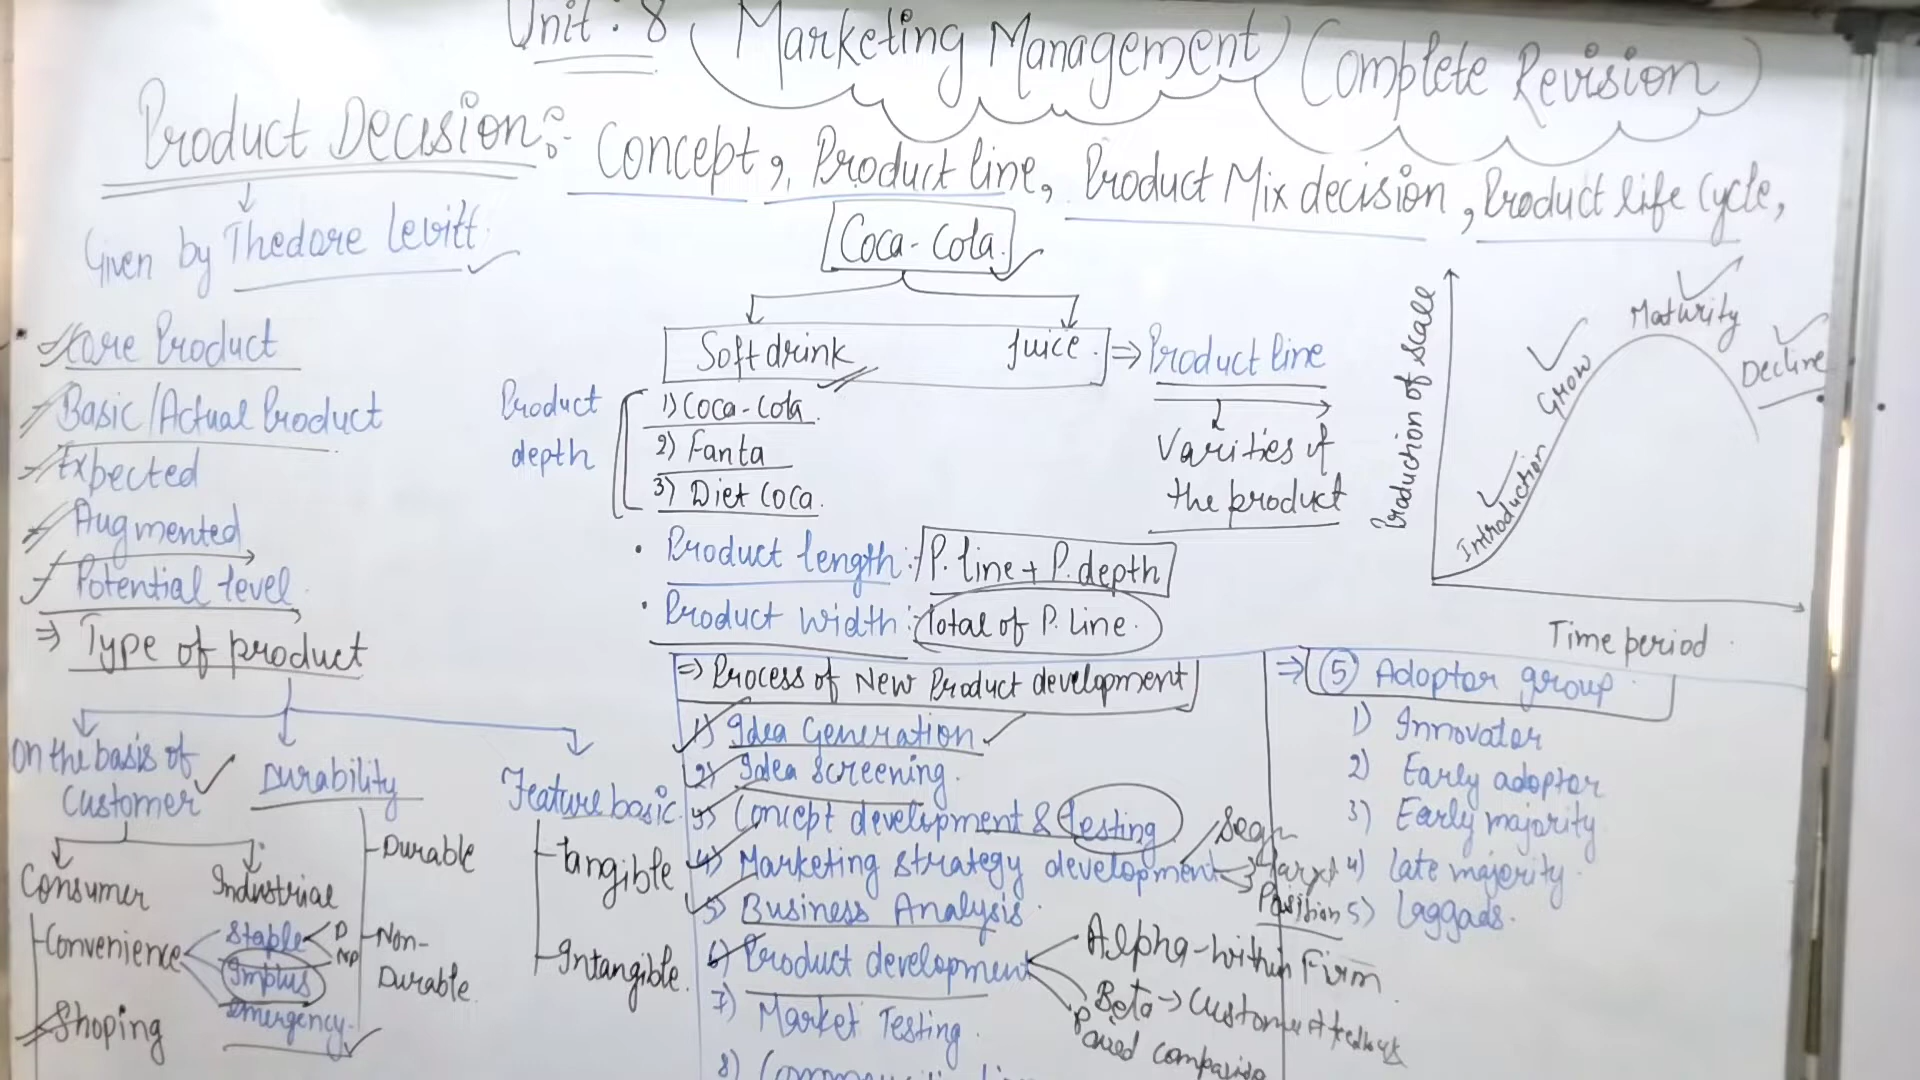 Unit : 8 Marketing Management (Complete Revision)
Product Decision :- Concept, Product line, Product Mix decision, Product life Cycle,
Given by Thedore Levitt
Core Product
Basic/Actual Product
Expected
Augmented
Potential level
⇒ Type of product
On the basis of
Customer
Durability
Feature basic
Consumer
Industrial
Convenience
Stable
P
NP
Implus
Emergency
Shoping
Durable
Non-
Durable
Tangible
Intangible
Coca-Cola
Soft drink
Juice
⇒ Product line
Varities of
the product
Product
depth
1) Coca-Cola
2) Fanta
3) Diet Coca
• Product length : P. line + P. depth
• Product Width : Total of P. Line
⇒ Process of New Product development
1) Idea Generation
2) Idea Screening
3) Concept development & testing
4) Marketing strategy development
Target
Position
5) Business Analysis
6) Product development
Alpha-within Firm
Beta → Customer feedback
Paired comparison
7) Market Testing
8)
Production of Scale
Introduction
Grow
Maturity
Decline
Time period
⇒ 5 Adoptor group
1) Innovator
2) Early adoptor
3) Early majority
4) Late majority
5) Laggads